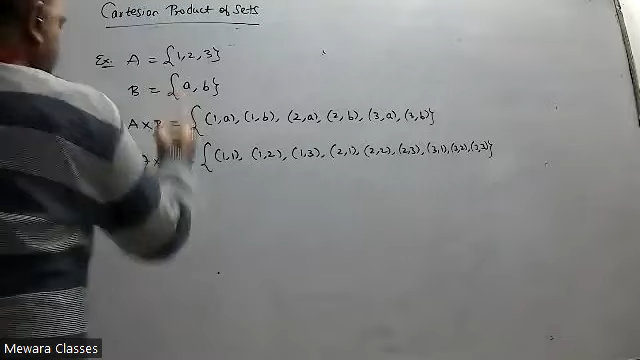 Cartesion Product of Sets
Ex. A = {1, 2, 3}
B = {a, b}
A × B = {(1, a), (1, b), (2, a), (2, b), (3, a), (3, b)}
{(1, 1), (1, 2), (1, 3), (2, 1), (2, 2), (2, 3), (3, 1), (3, 2), (3, 3)}
Mewara Classes